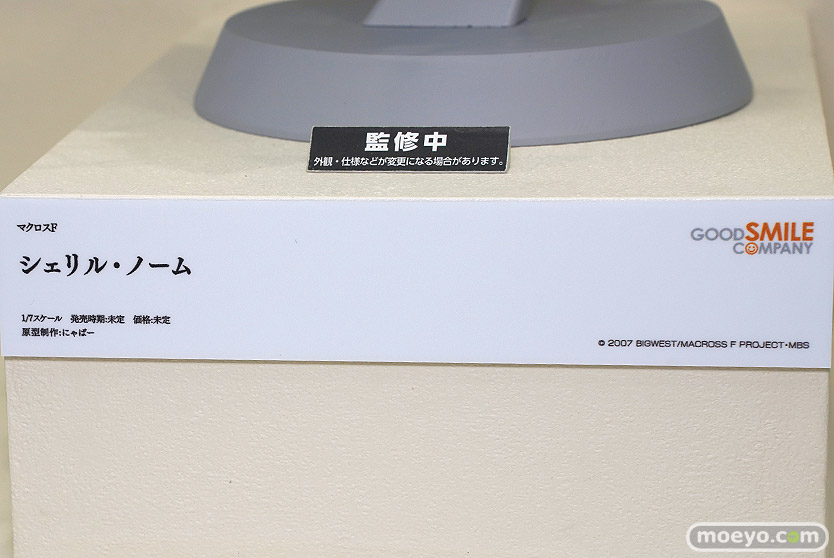 監修中
外観・仕様などが変更になる場合があります。
マクロスF
シェリル・ノーム
1/7スケール 発売時期:未定 価格:未定
原型制作:にゃばー
GOODSMILE
COMPANY
© 2007 BIGWEST/MACROSS F PROJECT・MBS
moeyo.com